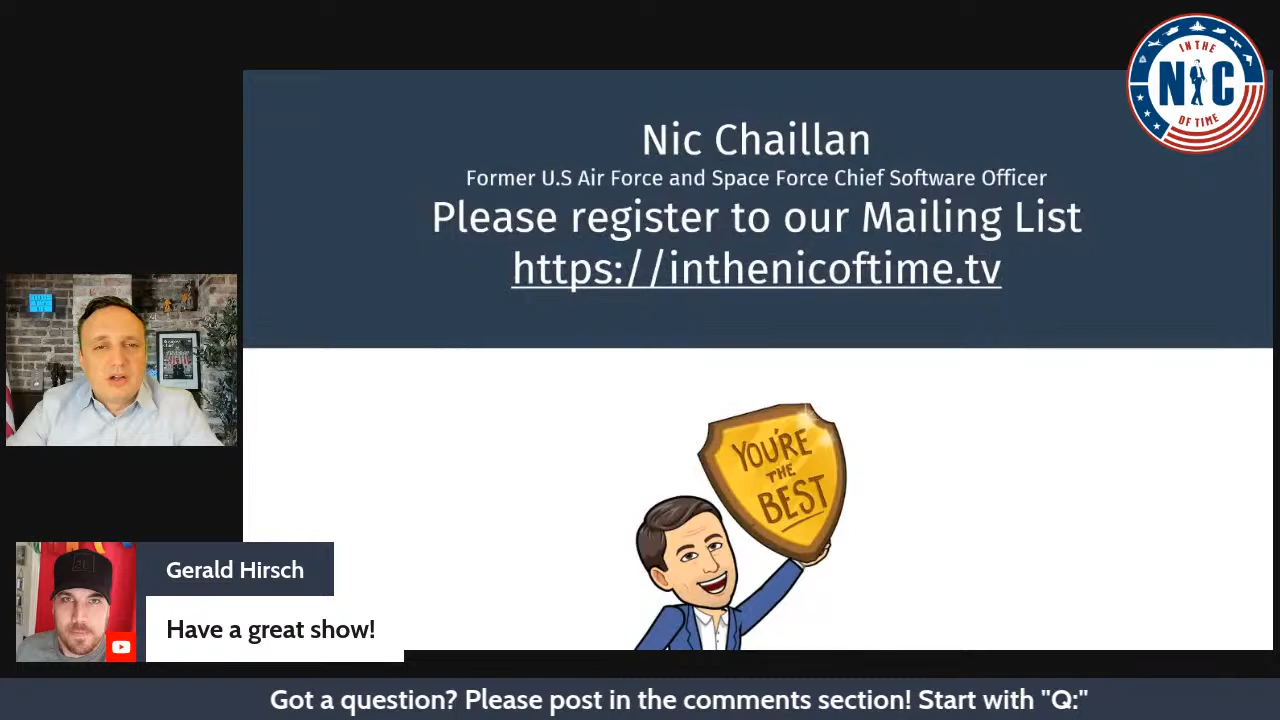 IN THE
NIC
OF TIME
Nic Chaillan
Former U.S Air Force and Space Force Chief Software Officer
Please register to our Mailing List
https://inthenicoftime.tv
YOU'RE
THE
BEST
Gerald Hirsch
Have a great show!
Got a question? Please post in the comments section! Start with "Q:"